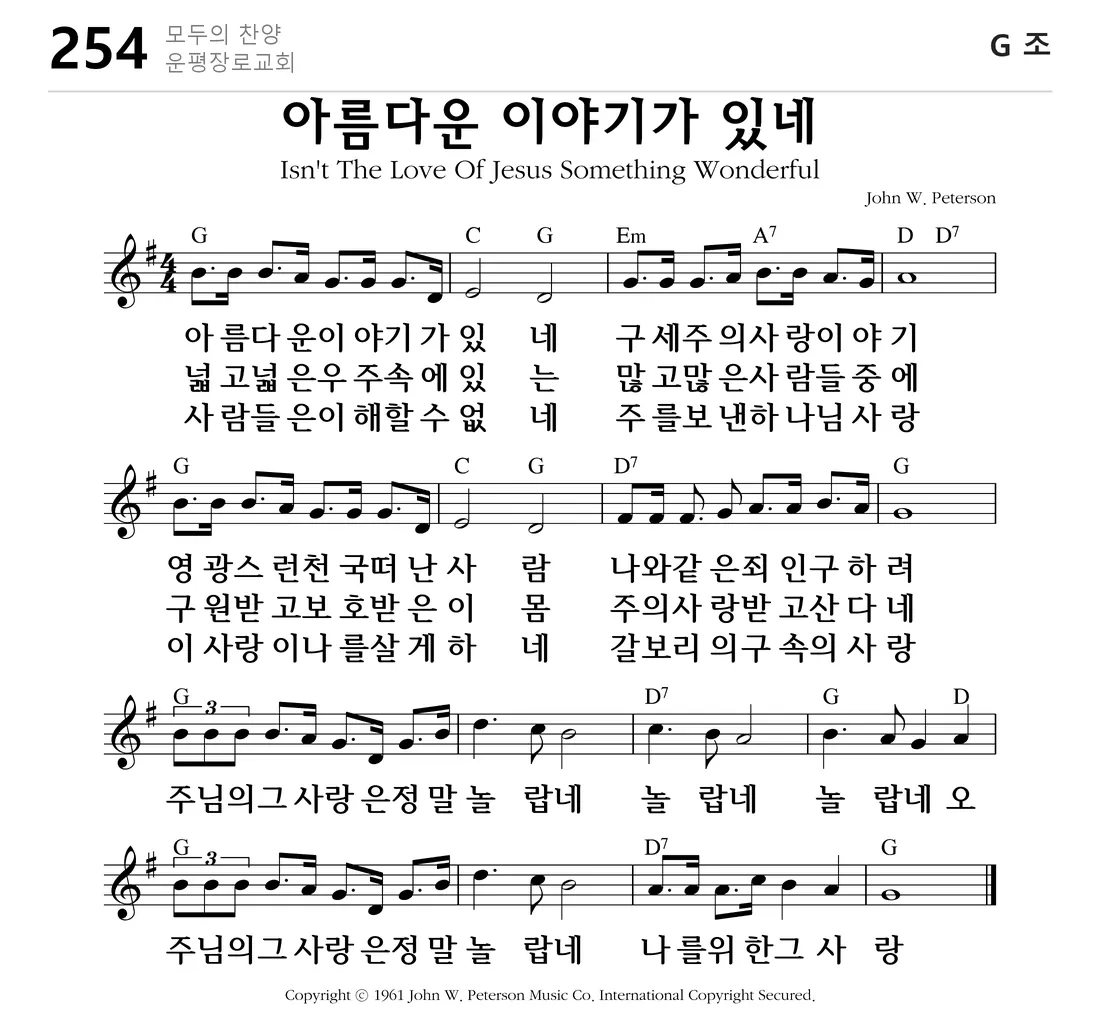 254 모두의 찬양
운평장로교회
G 조
아름다운 이야기가 있네
Isn't The Love Of Jesus Something Wonderful
John W. Peterson
G C G Em A7 D D7
4 4
아 름다 운이 야기 가 있 네 구 세주 의사 랑이 야 기
넓 고넓 은우 주속 에 있 는 많 고많 은사 람들 중 에
사 람들 은이 해할 수 없 네 주 를보 낸하 나님 사 랑
G C G D7 G
영 광스 런천 국떠 난 사 람 나와같 은죄 인구 하 려
구 원받 고보 호받 은 이 몸 주의사 랑받 고산 다 네
이 사랑 이나 를살 게 하 네 갈보리 의구 속의 사 랑
G D7 G D
3
주님의그 사랑 은정 말 놀 랍네 놀 랍네 놀 랍네 오
G D7 G
3
주님의그 사랑 은정 말 놀 랍네 나 를위 한그 사 랑
Copyright ⓒ 1961 John W. Peterson Music Co. International Copyright Secured.